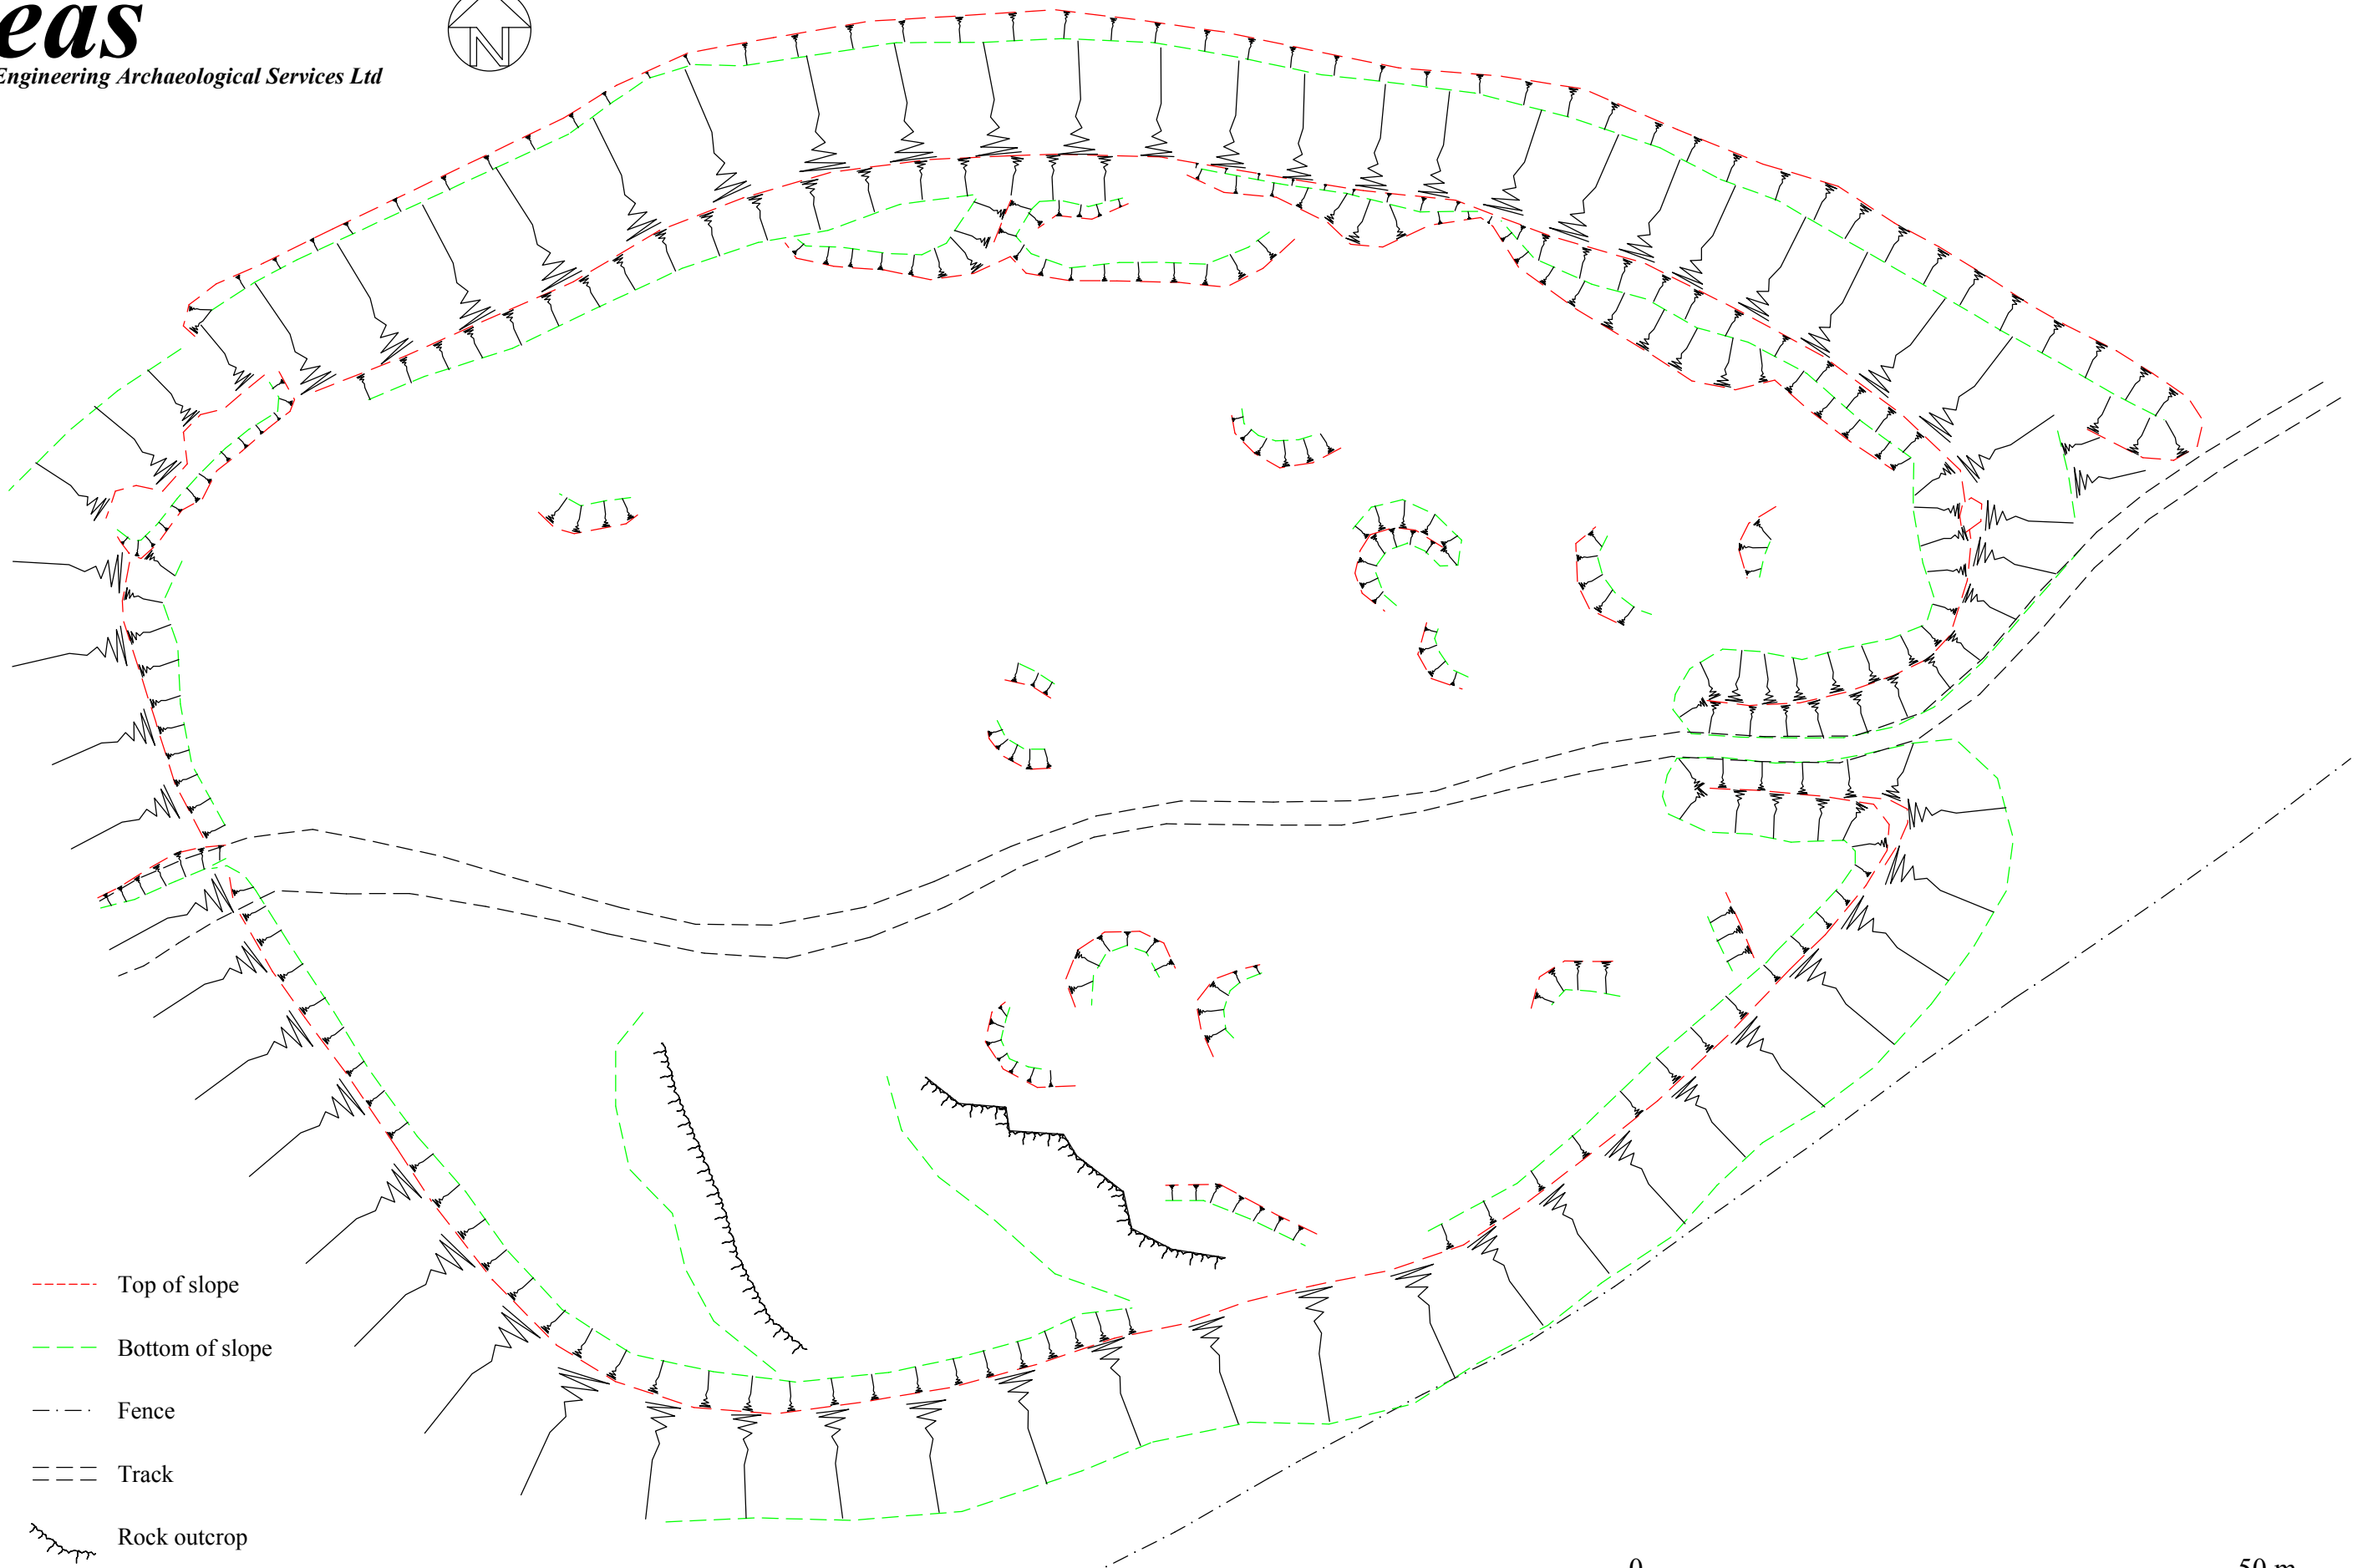 eas
Engineering Archaeological Services Ltd
N
Top of slope
Bottom of slope
Fence
Track
Rock outcrop
0 50 m